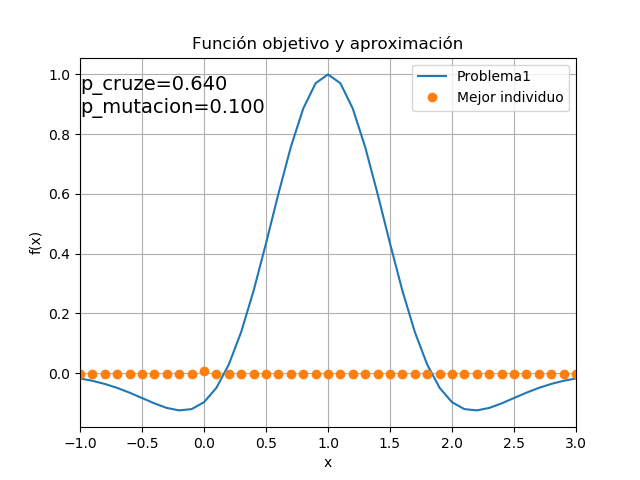 Función objetivo y aproximación
p_cruze=0.640
p_mutacion=0.100
Problema1
Mejor individuo
1.0
0.8
0.6
0.4
0.2
0.0
f(x)
−1.0 −0.5 0.0 0.5 1.0 1.5 2.0 2.5 3.0
x